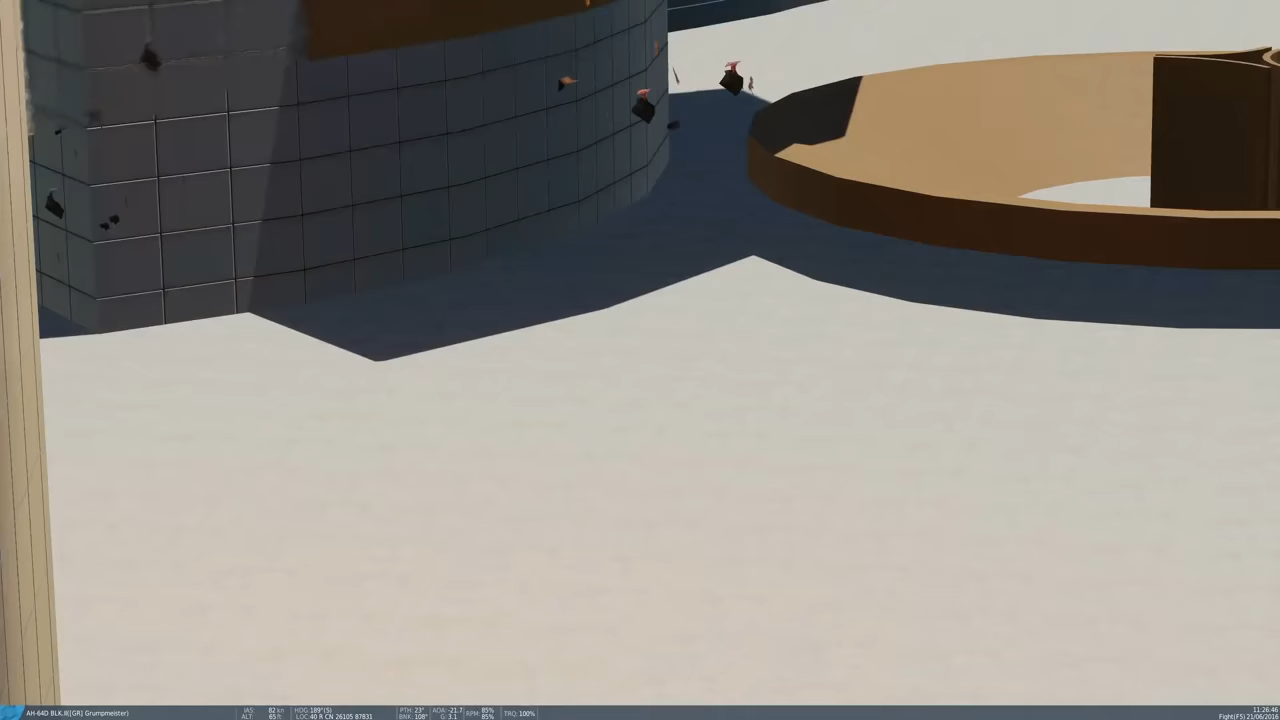 AH-64D BLK.II([GR] Grumpmeister)
IAS: 82 kn
ALT: 65 ft
HDG: 189°(S)
LOC: 40 R CN 26105 87831
PTH: 23°
BNK: 108°
AOA: -21.7
G: 3.1
RPM: 85%
85%
TRQ: 100%
11:26:46
Fight(F5) 21/06/2016